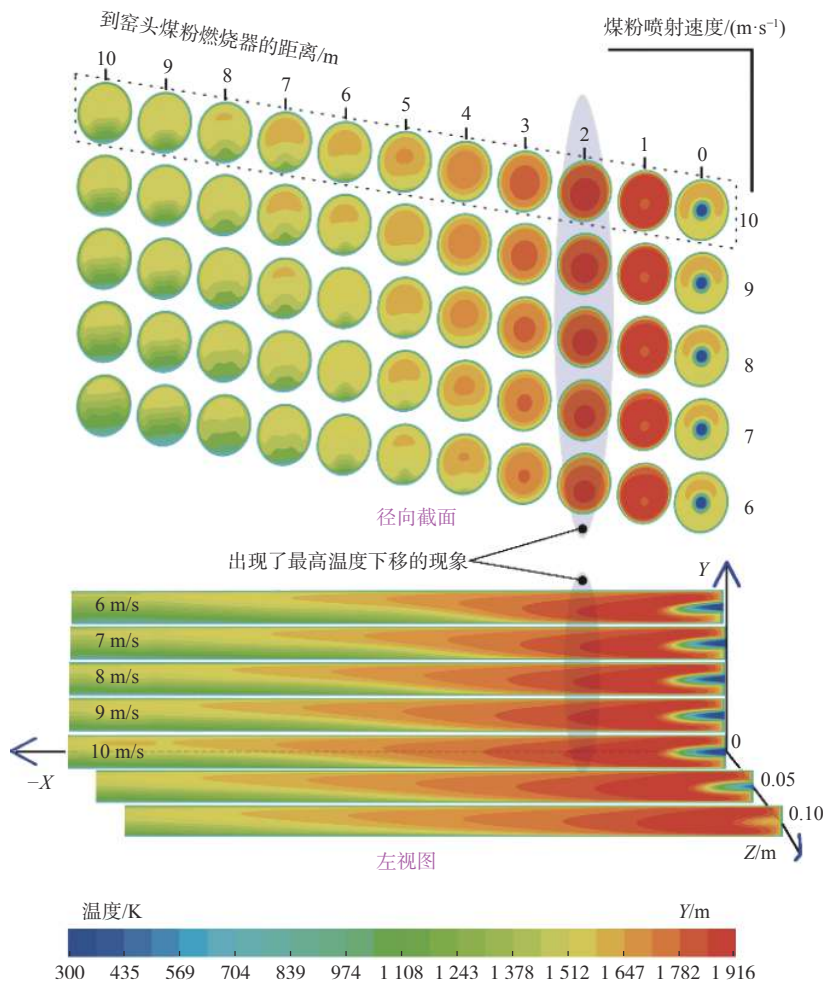 到窑头煤粉燃烧器的距离/m
煤粉喷射速度/(m·s⁻¹)
10 9 8 7 6 5 4 3 2 1 0
10
9
8
7
6
径向截面
出现了最高温度下移的现象
Y
6 m/s
7 m/s
8 m/s
9 m/s
10 m/s
0
−X
0.05
0.10
Z/m
左视图
温度/K
Y/m
300 435 569 704 839 974 1 108 1 243 1 378 1 512 1 647 1 782 1 916